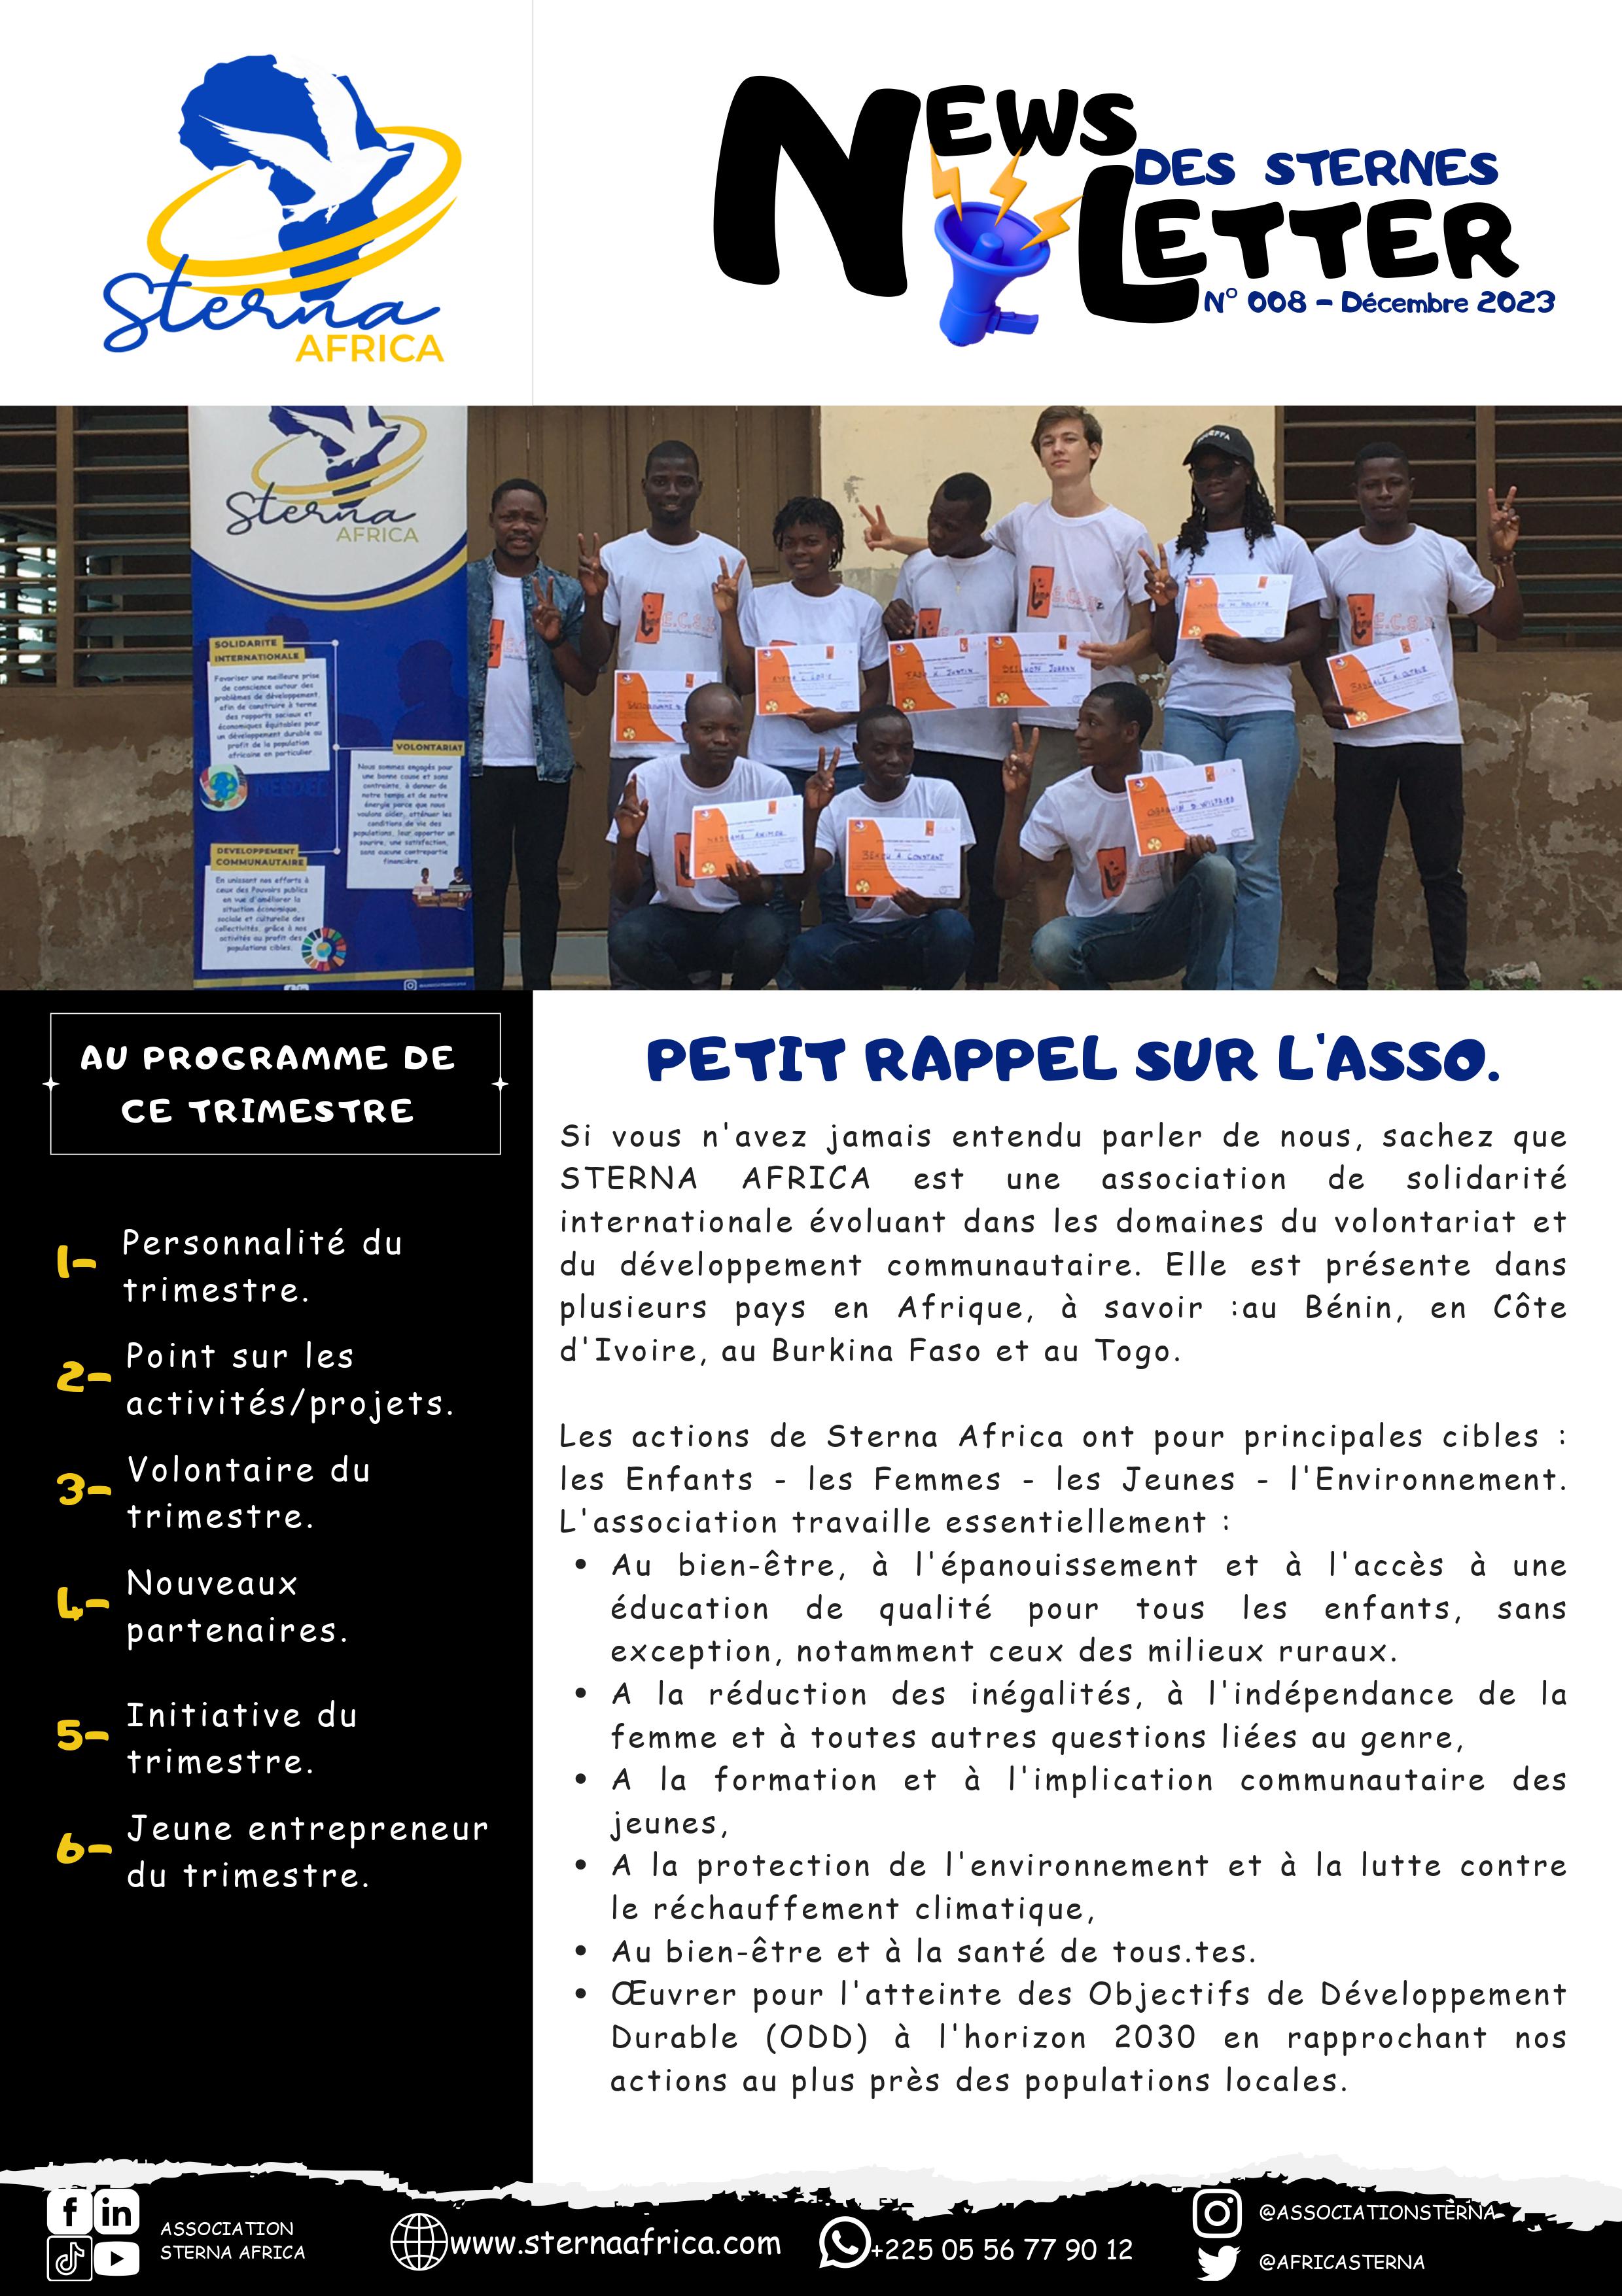 Sterna
AFRICA
NEWS
DES STERNES
LETTER
N° 008 - Décembre 2023
Sterna
AFRICA
SOLIDARITE
INTERNATIONALE
Favoriser une meilleure prise
de conscience autour des
problèmes de développement,
afin de construire à terme
des rapports sociaux et
économiques équitables pour
un développement durable au
profit de la population
africaine en particulier
VOLONTARIAT
Nous sommes engagés pour
une bonne cause et sans
contrainte, à donner de
notre temps et de notre
énergie parce que nous
voulons aider, atténuer les
conditions de vie des
populations, leur apporter un
sourire, une satisfaction,
sans aucune contrepartie
financière.
DEVELOPPEMENT
COMMUNAUTAIRE
En unissant nos efforts à
ceux des Pouvoirs publics
en vue d'améliorer la
situation économique,
sociale et culturelle des
collectivités, grâce à nos
activités au profit des
populations cibles.
AU PROGRAMME DE
CE TRIMESTRE
1- Personnalité du
trimestre.
2- Point sur les
activités/projets.
3- Volontaire du
trimestre.
4- Nouveaux
partenaires.
5- Initiative du
trimestre.
6- Jeune entrepreneur
du trimestre.
PETIT RAPPEL SUR L'ASSO.
Si vous n'avez jamais entendu parler de nous, sachez que
STERNA AFRICA est une association de solidarité
internationale évoluant dans les domaines du volontariat et
du développement communautaire. Elle est présente dans
plusieurs pays en Afrique, à savoir :au Bénin, en Côte
d'Ivoire, au Burkina Faso et au Togo.
Les actions de Sterna Africa ont pour principales cibles :
les Enfants - les Femmes - les Jeunes - l'Environnement.
L'association travaille essentiellement :
• Au bien-être, à l'épanouissement et à l'accès à une
éducation de qualité pour tous les enfants, sans
exception, notamment ceux des milieux ruraux.
• A la réduction des inégalités, à l'indépendance de la
femme et à toutes autres questions liées au genre,
• A la formation et à l'implication communautaire des
jeunes,
• A la protection de l'environnement et à la lutte contre
le réchauffement climatique,
• Au bien-être et à la santé de tous.tes.
• Œuvrer pour l'atteinte des Objectifs de Développement
Durable (ODD) à l'horizon 2030 en rapprochant nos
actions au plus près des populations locales.
ASSOCIATION
STERNA AFRICA
www.sternaafrica.com
+225 05 56 77 90 12
@ASSOCIATIONSTERNA
@AFRICASTERNA